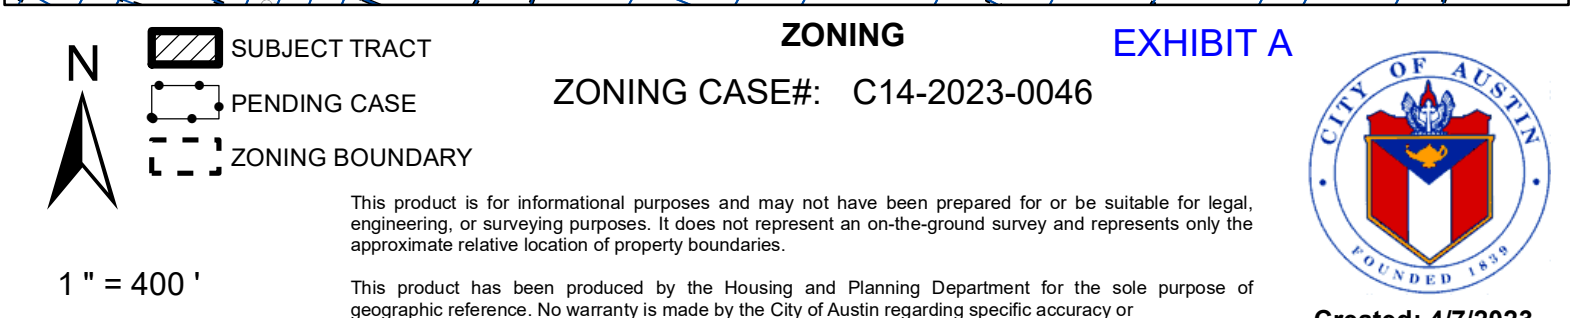 ZONING
EXHIBIT A
N
SUBJECT TRACT
PENDING CASE
ZONING BOUNDARY
ZONING CASE#: C14-2023-0046
CITY OF AUSTIN
FOUNDED 1839
This product is for informational purposes and may not have been prepared for or be suitable for legal,
engineering, or surveying purposes. It does not represent an on-the-ground survey and represents only the
approximate relative location of property boundaries.
1 " = 400 '
This product has been produced by the Housing and Planning Department for the sole purpose of
geographic reference. No warranty is made by the City of Austin regarding specific accuracy or
Created: 4/7/2023